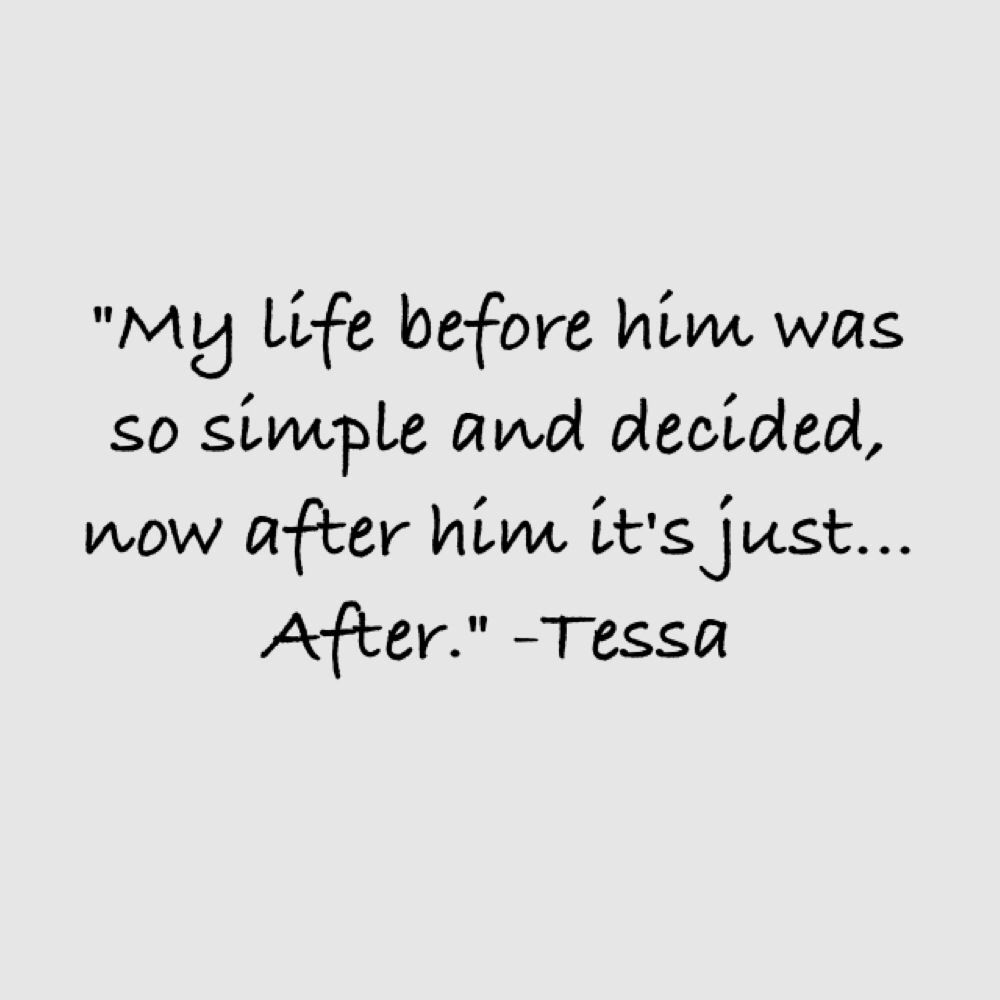 "My life before him was
so simple and decided,
now after him it's just...
After." -Tessa